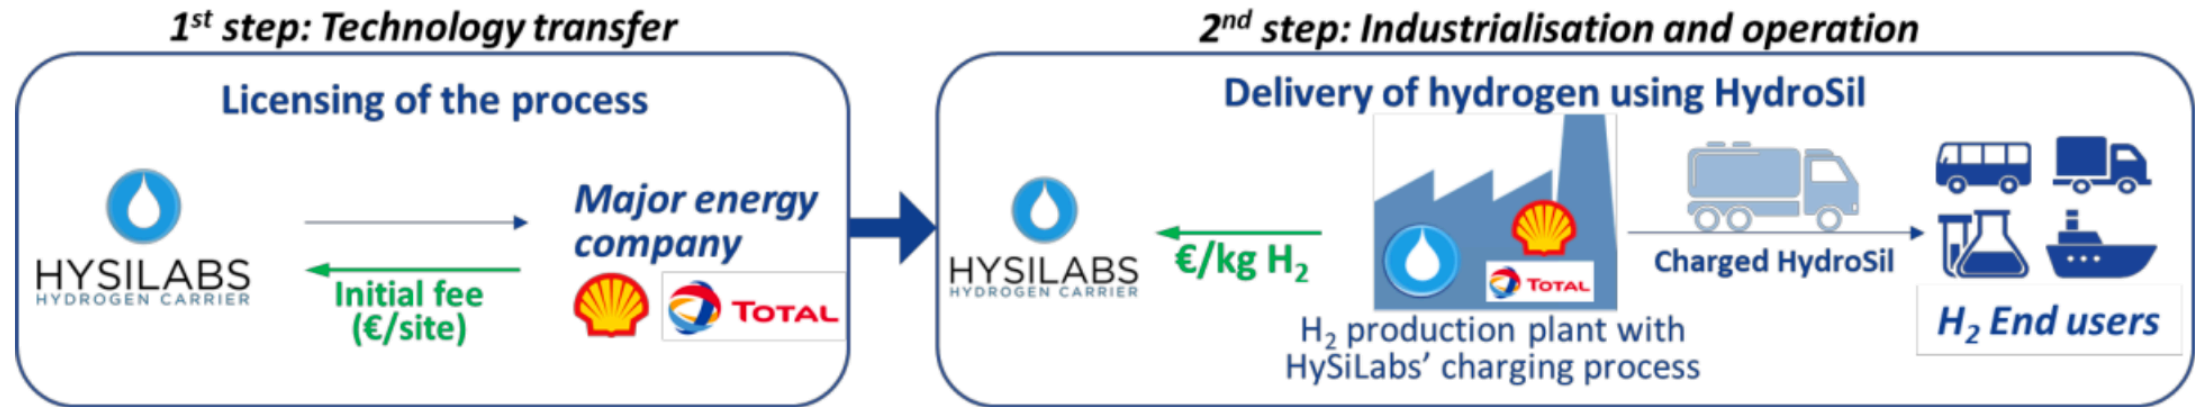 1st step: Technology transfer
Licensing of the process
HYSILABS
HYDROGEN CARRIER
Initial fee
(€/site)
Major energy
company
TOTAL
2nd step: Industrialisation and operation
Delivery of hydrogen using HydroSil
HYSILABS
HYDROGEN CARRIER
€/kg H2
TOTAL
H2 production plant with
HySiLabs' charging process
Charged HydroSil
H2 End users